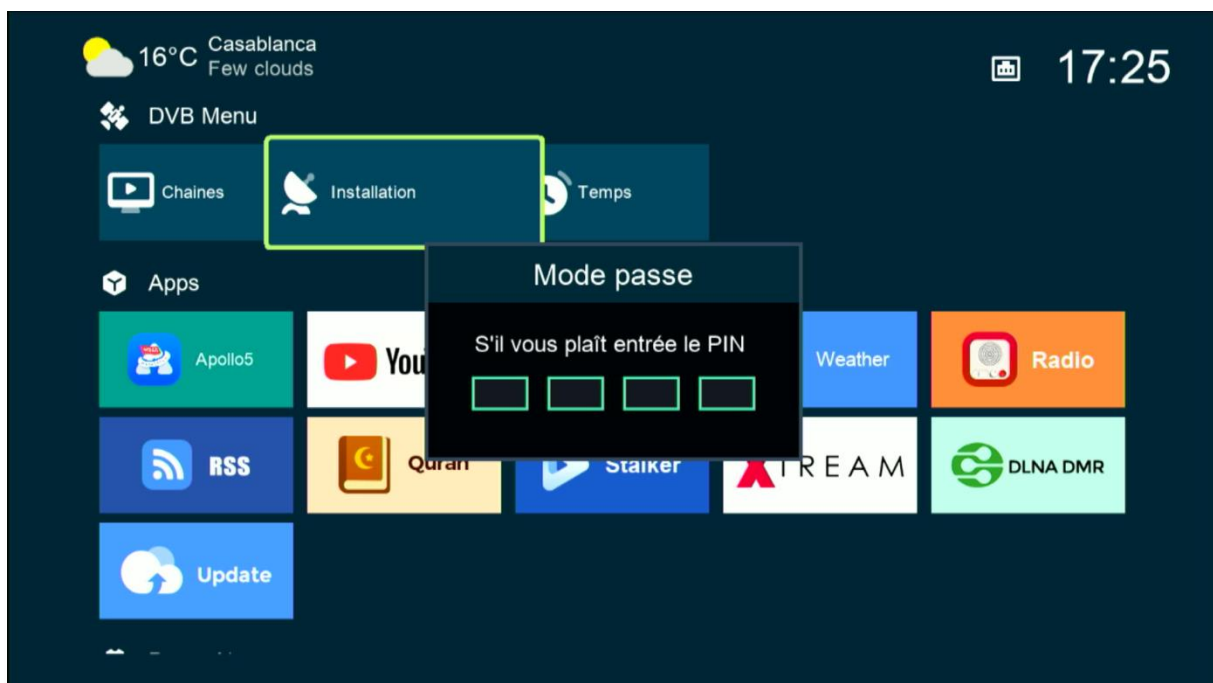 16°C Casablanca
Few clouds
17:25
DVB Menu
Chaines
Installation
Temps
Apps
Mode passe
S'il vous plaît entrée le PIN
Apollo5
You
Weather
Radio
RSS
Quran
Stalker
XTREAM
DLNA DMR
Update